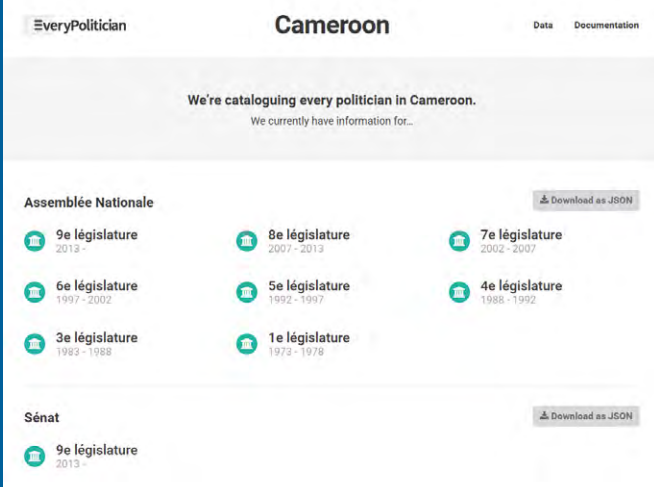 EveryPolitician
Cameroon
Data Documentation
We're cataloguing every politician in Cameroon.
We currently have information for...
Assemblée Nationale
Download as JSON
9e législature
2013 -
8e législature
2007 - 2013
7e législature
2002 - 2007
6e législature
1997 - 2002
5e législature
1992 - 1997
4e législature
1988 - 1992
3e législature
1983 - 1988
1e législature
1973 - 1978
Sénat
Download as JSON
9e législature
2013 -